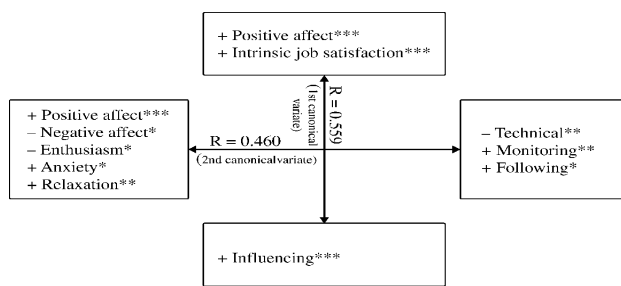 + Positive affect***
+ Intrinsic job satisfaction***
R = 0.559
(1st canonical
variate)
+ Positive affect***
– Negative affect*
– Enthusiasm*
+ Anxiety*
+ Relaxation**
R = 0.460
(2nd canonicalvariate)
– Technical**
+ Monitoring**
+ Following*
+ Influencing***